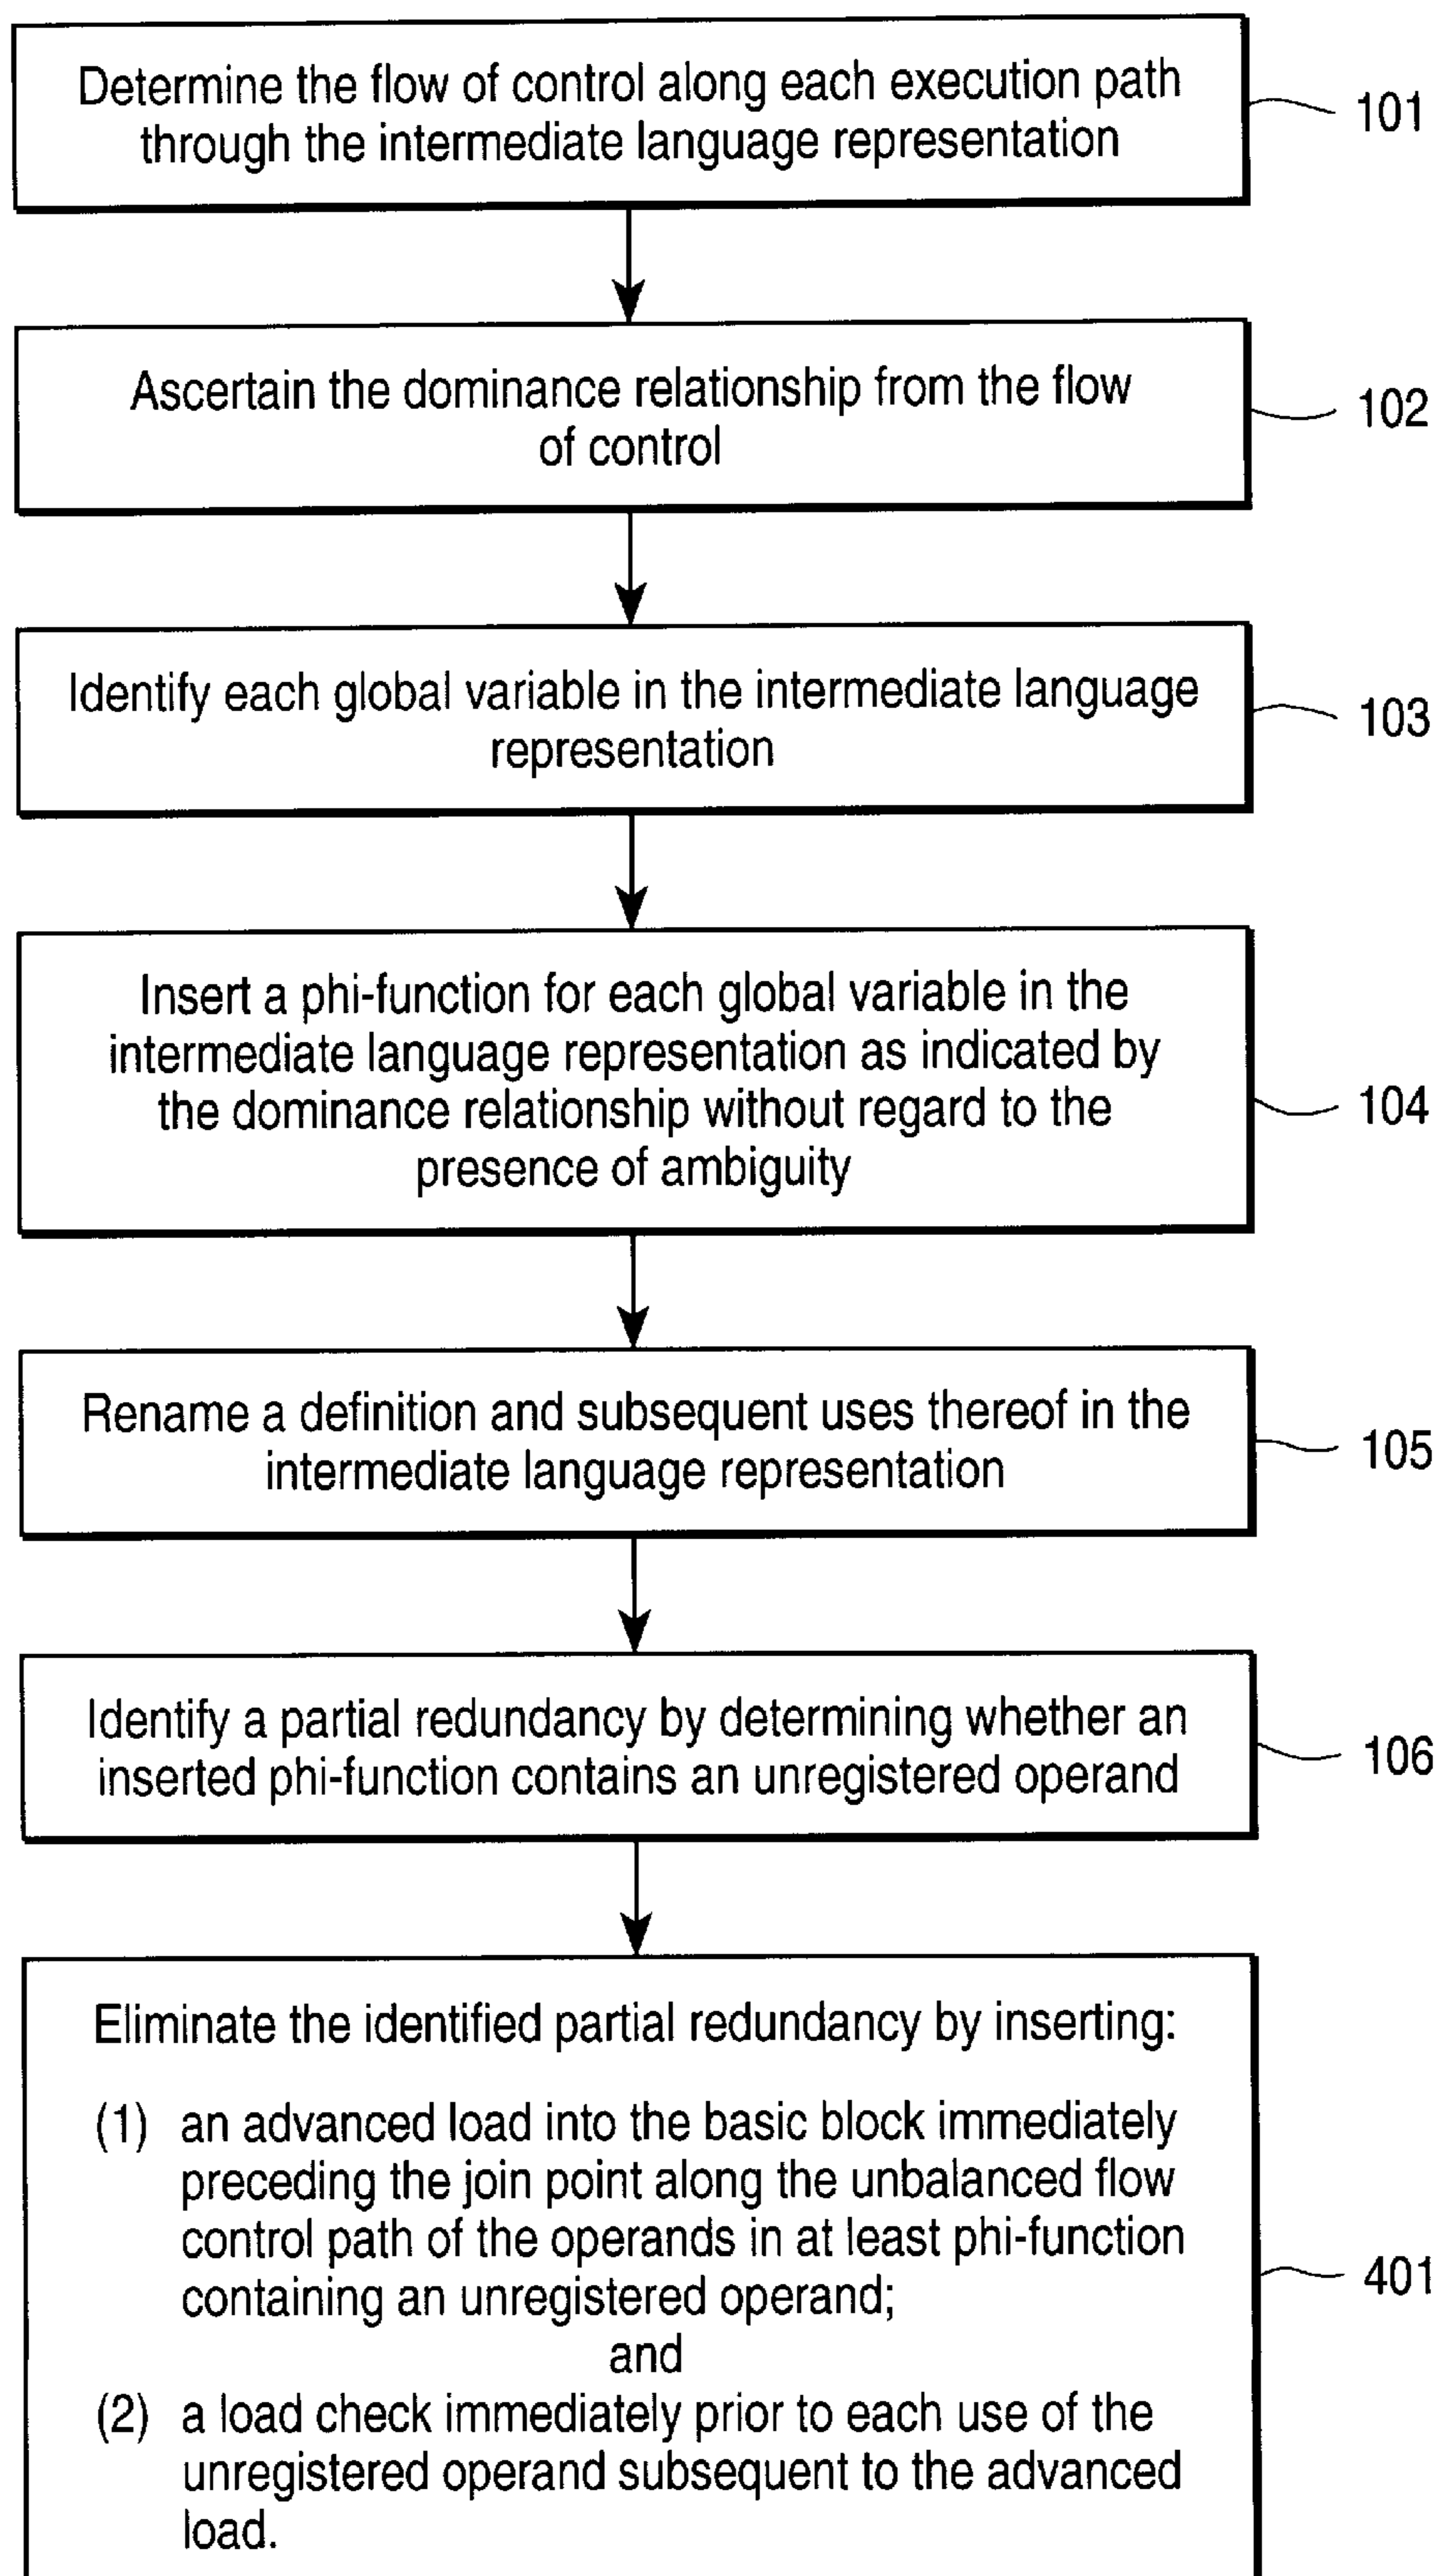 Determine the flow of control along each execution path
through the intermediate language representation
101
Ascertain the dominance relationship from the flow
of control
102
Identify each global variable in the intermediate language
representation
103
Insert a phi-function for each global variable in the
intermediate language representation as indicated by
the dominance relationship without regard to the
presence of ambiguity
104
Rename a definition and subsequent uses thereof in the
intermediate language representation
105
Identify a partial redundancy by determining whether an
inserted phi-function contains an unregistered operand
106
Eliminate the identified partial redundancy by inserting:
(1) an advanced load into the basic block immediately
preceding the join point along the unbalanced flow
control path of the operands in at least phi-function
containing an unregistered operand;
and
(2) a load check immediately prior to each use of the
unregistered operand subsequent to the advanced
load.
401